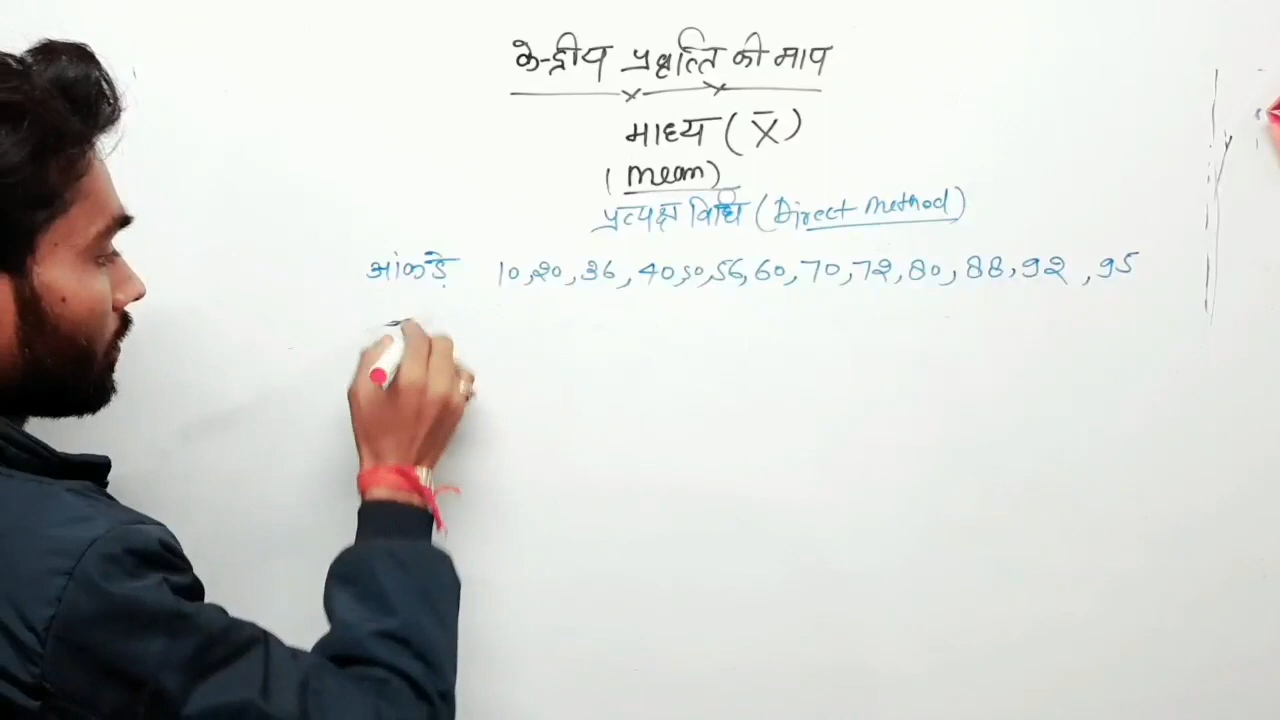 केन्द्रीय प्रवृत्ति की माप
माध्य ( X̄ )
( Mean )
प्रत्यक्ष विधि ( Direct Method )
आंकड़े 10, 20, 36, 40, 50, 56, 60, 70, 72, 80, 88, 92, 95